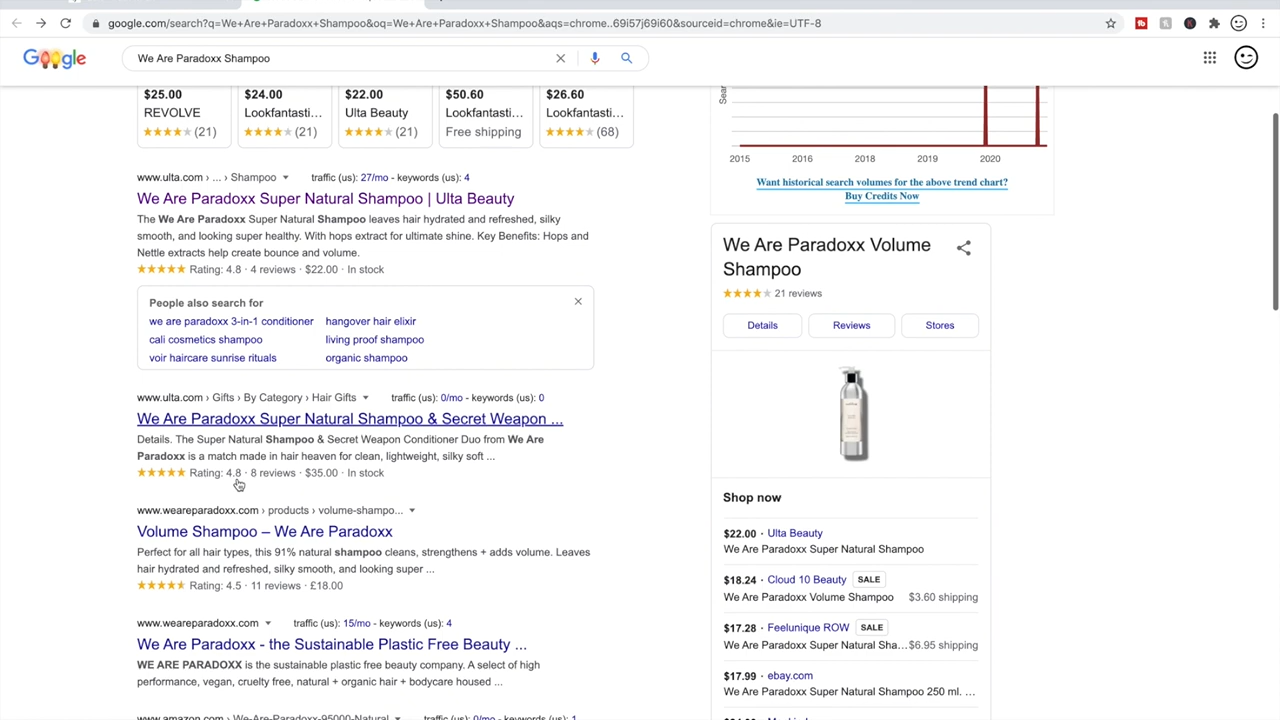 google.com/search?q=We+Are+Paradoxx+Shampoo&oq=We+Are+Paradoxx+Shampoo&aqs=chrome..69i57j69i60&sourceid=chrome&ie=UTF-8
Google
We Are Paradoxx Shampoo
$25.00
REVOLVE
(21)
$24.00
Lookfantasti...
(21)
$22.00
Ulta Beauty
(21)
$50.60
Lookfantasti...
Free shipping
$26.60
Lookfantasti...
(68)
www.ulta.com › ... › Shampoo traffic (us): 27/mo - keywords (us): 4
We Are Paradoxx Super Natural Shampoo | Ulta Beauty
The We Are Paradoxx Super Natural Shampoo leaves hair hydrated and refreshed, silky
smooth, and looking super healthy. With hops extract for ultimate shine. Key Benefits: Hops and
Nettle extracts help create bounce and volume.
Rating: 4.8 · 4 reviews · $22.00 · In stock
People also search for
we are paradoxx 3-in-1 conditioner
hangover hair elixir
cali cosmetics shampoo
living proof shampoo
voir haircare sunrise rituals
organic shampoo
www.ulta.com › Gifts › By Category › Hair Gifts traffic (us): 0/mo - keywords (us): 0
We Are Paradoxx Super Natural Shampoo & Secret Weapon ...
Details. The Super Natural Shampoo & Secret Weapon Conditioner Duo from We Are
Paradoxx is a match made in hair heaven for clean, lightweight, silky soft ...
Rating: 4.8 · 8 reviews · $35.00 · In stock
www.weareparadoxx.com › products › volume-shampo...
Volume Shampoo – We Are Paradoxx
Perfect for all hair types, this 91% natural shampoo cleans, strengthens + adds volume. Leaves
hair hydrated and refreshed, silky smooth, and looking super ...
Rating: 4.5 · 11 reviews · £18.00
www.weareparadoxx.com traffic (us): 15/mo - keywords (us): 4
We Are Paradoxx - the Sustainable Plastic Free Beauty ...
WE ARE PARADOXX is the sustainable plastic free beauty company. A select of high
performance, vegan, cruelty free, natural + organic hair + bodycare housed ...
www.amazon.com › We-Are-Paradoxx-95000-Natural traffic (us): 0/mo - keywords (us): 1
2015 2016 2017 2018 2019 2020
Want historical search volumes for the above trend chart?
Buy Credits Now
We Are Paradoxx Volume
Shampoo
21 reviews
Details
Reviews
Stores
Shop now
$22.00 · Ulta Beauty
We Are Paradoxx Super Natural Shampoo
$18.24 · Cloud 10 Beauty SALE
We Are Paradoxx Volume Shampoo $3.60 shipping
$17.28 · Feelunique ROW SALE
We Are Paradoxx Super Natural Sha... $6.95 shipping
$17.99 · ebay.com
We Are Paradoxx Super Natural Shampoo 250 ml. ...